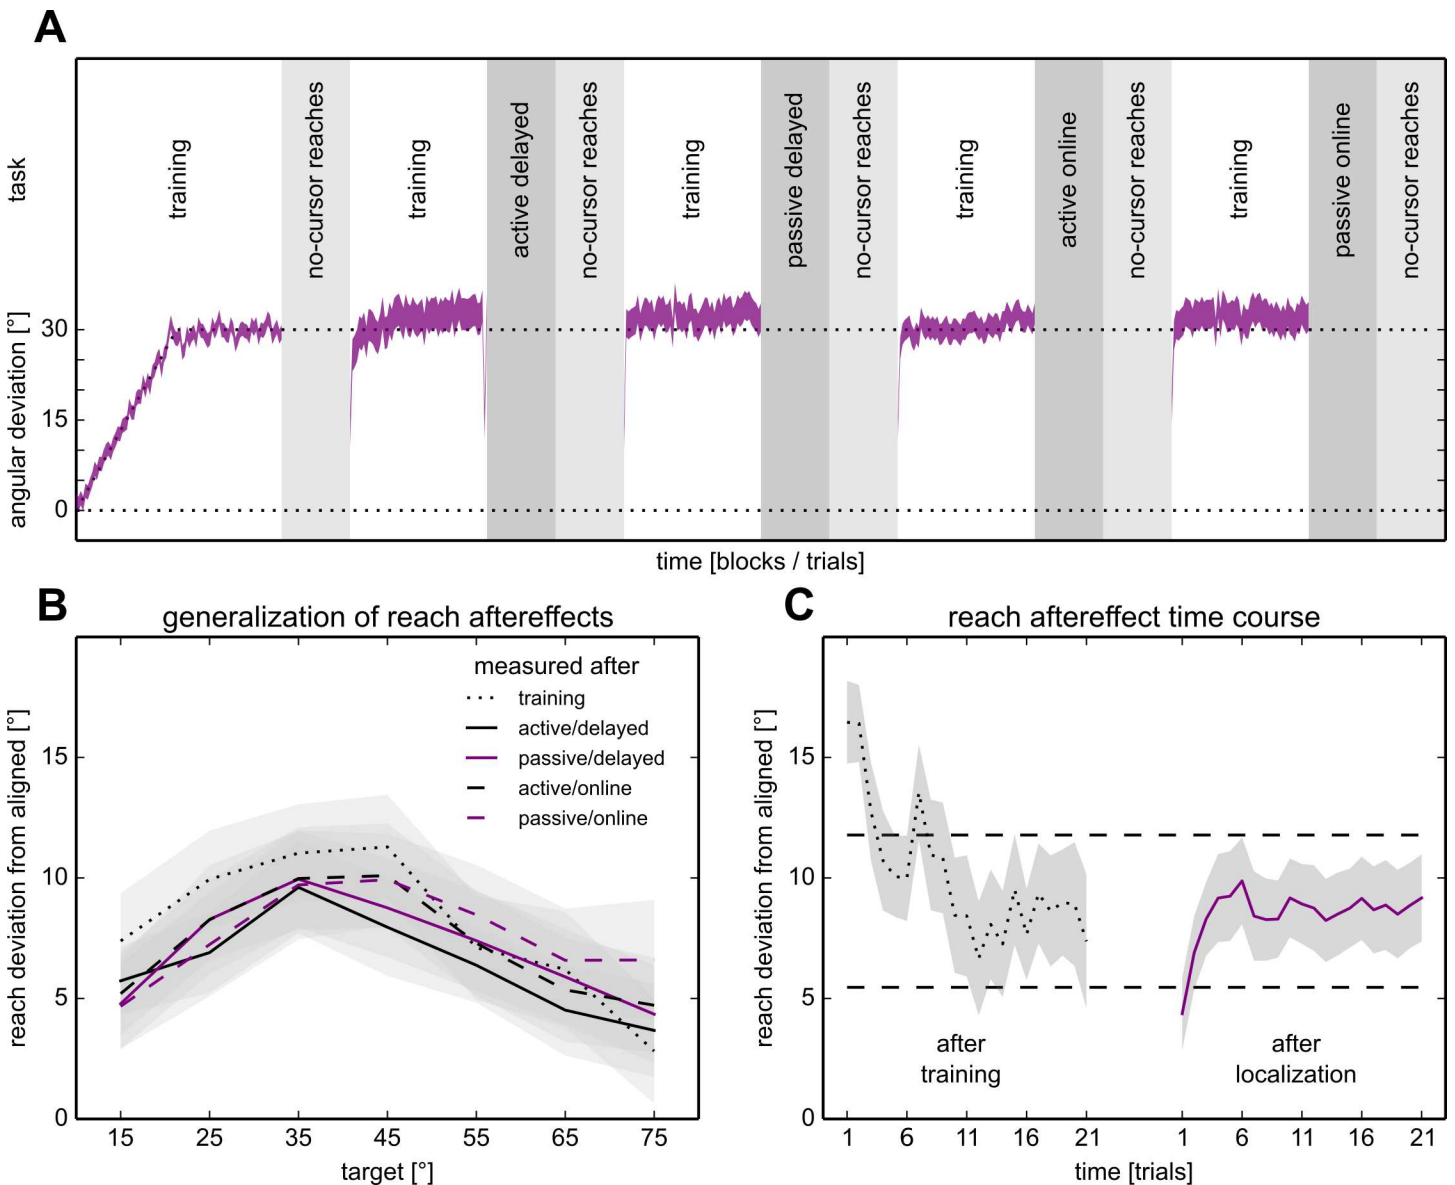 A
task
training
no-cursor reaches
training
active delayed
no-cursor reaches
training
passive delayed
no-cursor reaches
training
active online
no-cursor reaches
training
passive online
no-cursor reaches
angular deviation [°]
30
15
0
time [blocks / trials]
B
generalization of reach aftereffects
reach deviation from aligned [°]
15
10
5
0
measured after
training
active/delayed
passive/delayed
active/online
passive/online
15 25 35 45 55 65 75
target [°]
C
reach aftereffect time course
reach deviation from aligned [°]
15
10
5
0
after
training
after
localization
1 6 11 16 21 1 6 11 16 21
time [trials]